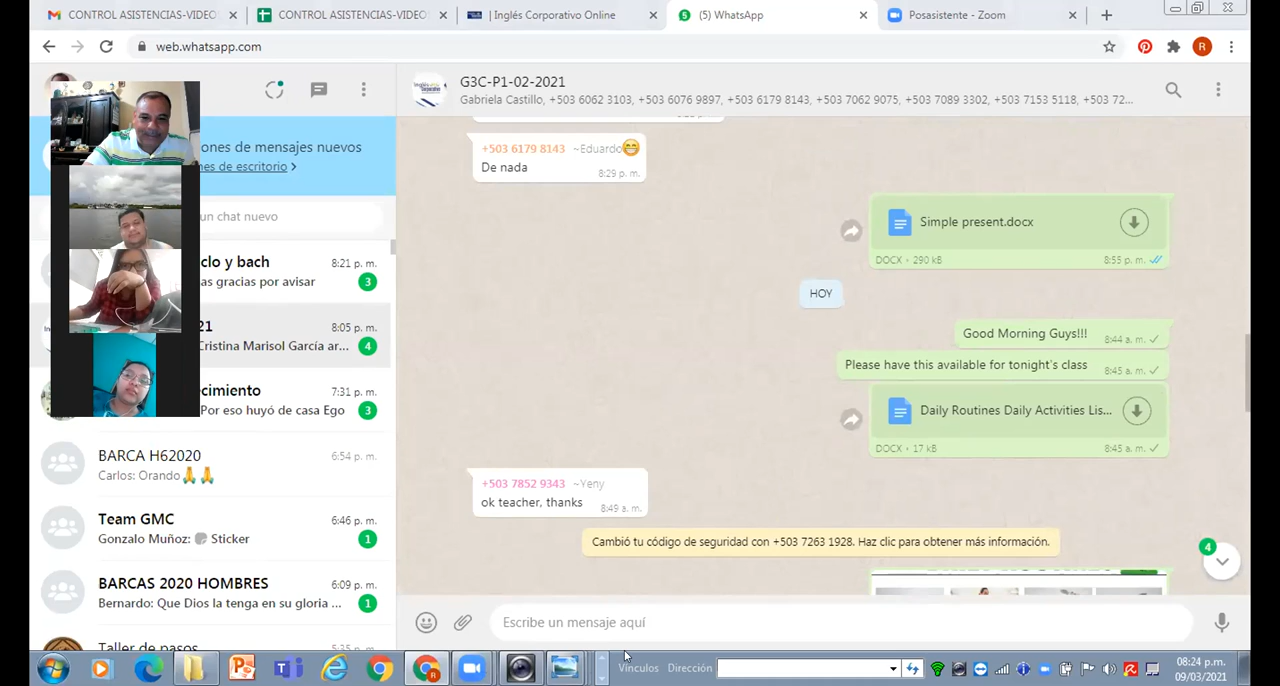 CONTROL ASISTENCIAS-VIDEO
CONTROL ASISTENCIAS-VIDEO
| Inglés Corporativo Online
(5) WhatsApp
Posasistente - Zoom
web.whatsapp.com
R
G3C-P1-02-2021
Gabriela Castillo, +503 6062 3103, +503 6076 9897, +503 6179 8143, +503 7062 9075, +503 7089 3302, +503 7153 5118, +503 72...
iones de mensajes nuevos
nes de escritorio >
un chat nuevo
clo y bach
8:21 p. m.
as gracias por avisar
3
21
8:05 p. m.
Cristina Marisol García ar...
4
ecimiento
7:31 p. m.
Por eso huyó de casa Ego
3
BARCA H62020
6:54 p. m.
Carlos: Orando🙏🙏
Team GMC
6:46 p. m.
Gonzalo Muñoz: Sticker
1
BARCAS 2020 HOMBRES
6:09 p. m.
Bernardo: Que Dios la tenga en su gloria ...
1
Taller de pasos
5:35 p. m.
+503 6179 8143 ~Eduardo😁
De nada
8:29 p. m.
Simple present.docx
DOCX • 290 kB
8:55 p. m.
HOY
Good Morning Guys!!!
8:44 a. m.
Please have this available for tonight's class
8:45 a. m.
Daily Routines Daily Activities Lis...
DOCX • 17 kB
8:45 a. m.
+503 7852 9343 ~Yeny
ok teacher, thanks
8:49 a. m.
Cambió tu código de seguridad con +503 7263 1928. Haz clic para obtener más información.
4
Escribe un mensaje aquí
Vínculos
Dirección
08:24 p.m.
09/03/2021